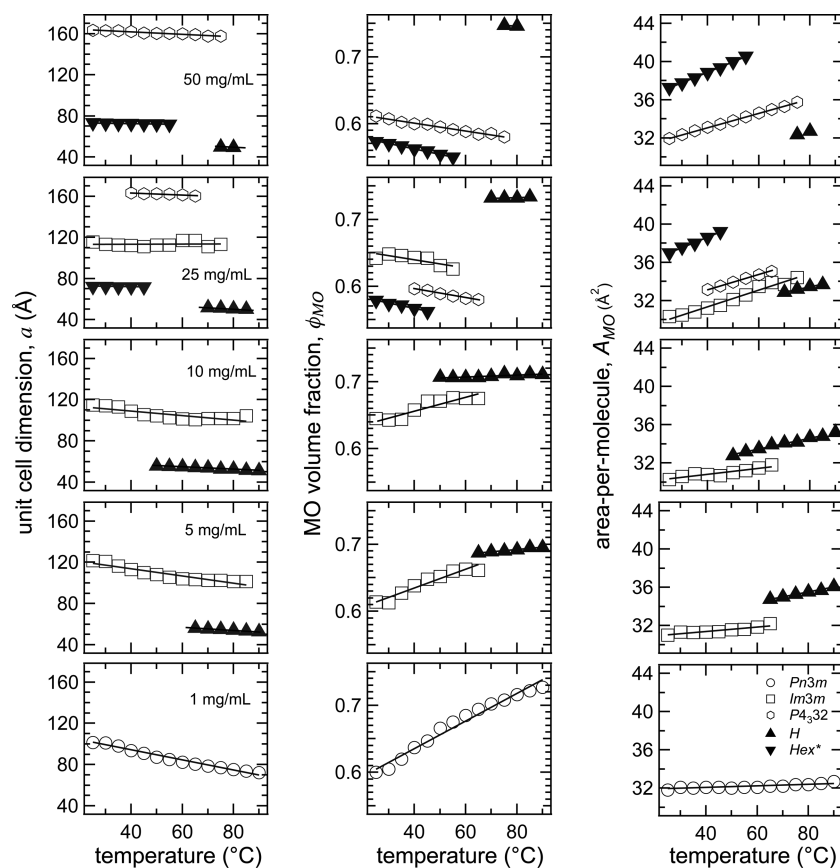 unit cell dimension, a (Å)
160
120
80
40
50 mg/mL
160
120
80
40
25 mg/mL
160
120
80
40
10 mg/mL
160
120
80
40
5 mg/mL
160
120
80
40
1 mg/mL
40 60 80
temperature (°C)
MO volume fraction, ϕMO
0.7
0.6
0.7
0.6
0.7
0.6
0.7
0.6
0.7
0.6
40 60 80
temperature (°C)
area-per-molecule, AMO (Å²)
44
40
36
32
44
40
36
32
44
40
36
32
44
40
36
32
44
40
36
32
Pn3m
Im3m
P4₃32
H
Hex*
40 60 80
temperature (°C)